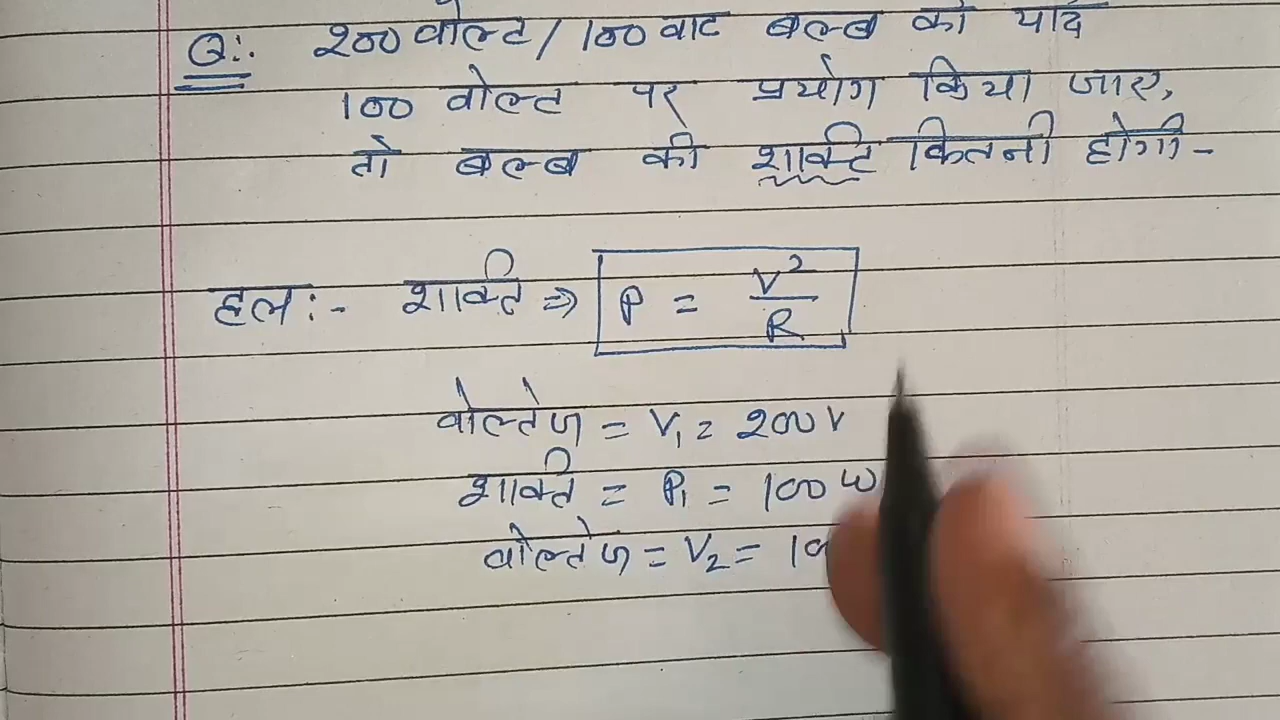 Q:. 200 वोल्ट / 100 वाट बल्ब को यदि
100 वोल्ट पर प्रयोग किया जाए,
तो बल्ब की शक्ति कितनी होगी-
हल :- शक्ति ⇒ P = V²/R
वोल्टेज = V₁ = 200 V
शक्ति = P₁ = 100 W
वोल्टेज = V₂ =